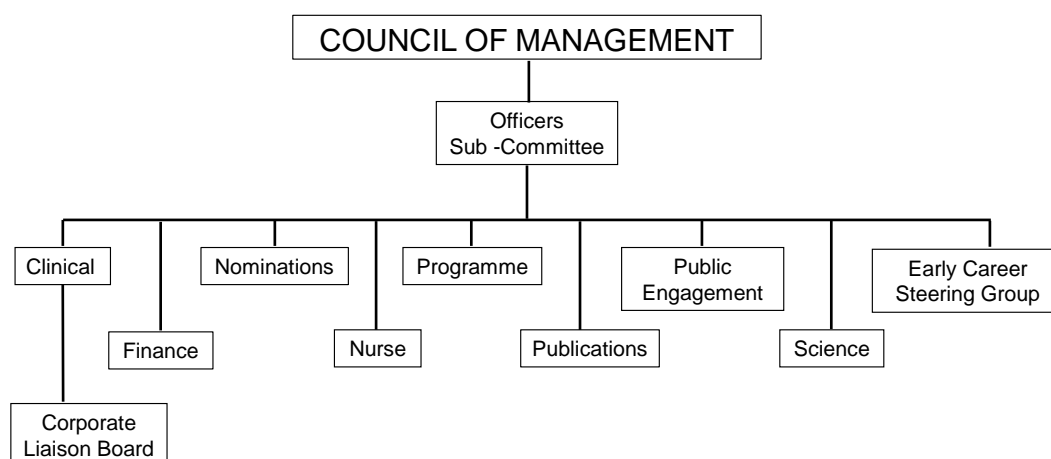 COUNCIL OF MANAGEMENT
Officers
Sub -Committee
Clinical
Nominations
Programme
Public
Engagement
Early Career
Steering Group
Finance
Nurse
Publications
Science
Corporate
Liaison Board